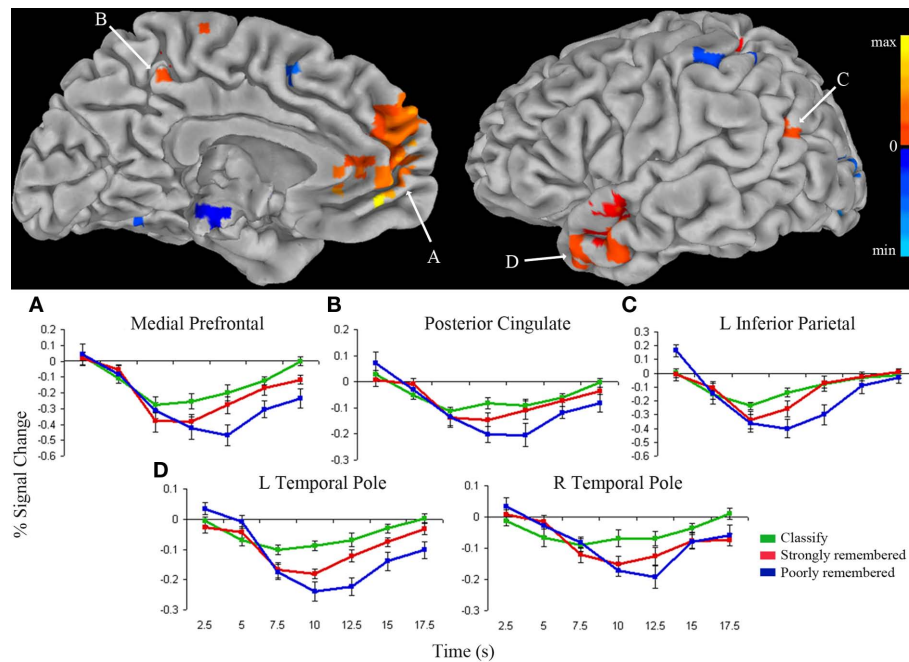 B
A
C
D
max
0
min
A
Medial Prefrontal
0.2
0.1
0
-0.1
-0.2
-0.3
-0.4
-0.5
-0.6
B
Posterior Cingulate
0.2
0.1
0
-0.1
-0.2
-0.3
C
L Inferior Parietal
0.3
0.2
0.1
0
-0.1
-0.2
-0.3
-0.4
-0.5
-0.6
% Signal Change
D
L Temporal Pole
0.1
0
-0.1
-0.2
-0.3
2.5 5 7.5 10 12.5 15 17.5
R Temporal Pole
0.1
0
-0.1
-0.2
-0.3
2.5 5 7.5 10 12.5 15 17.5
Classify
Strongly remembered
Poorly remembered
Time (s)